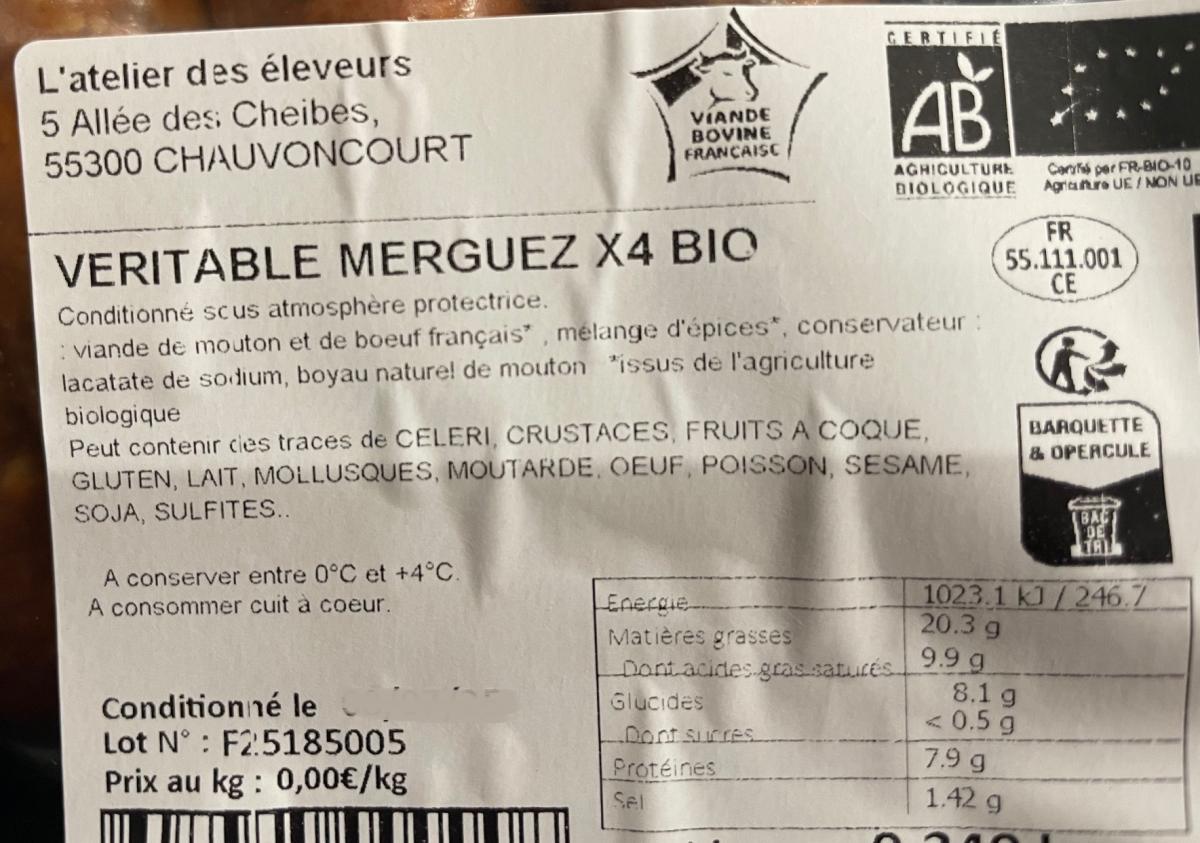 L'atelier des éleveurs
5 Allée des Cheibes,
55300 CHAUVONCOURT
VIANDE
BOVINE
FRANCAISE
CERTIFIÉ
AB
AGRICULTURE
BIOLOGIQUE
Certifié par FR-BIO-10
Agriculture UE / NON UE
VERITABLE MERGUEZ X4 BIO
FR
55.111.001
CE
Conditionné sous atmosphère protectrice.
: viande de mouton et de boeuf français* , mélange d'épices*, conservateur :
lacatate de sodium, boyau naturel de mouton *issus de l'agriculture
biologique
Peut contenir des traces de CELERI, CRUSTACES, FRUITS A COQUE,
GLUTEN, LAIT, MOLLUSQUES, MOUTARDE, OEUF, POISSON, SESAME,
SOJA, SULFITES..
BARQUETTE
& OPERCULE
BAC
DE
TRI
A conserver entre 0°C et +4°C.
A consommer cuit à coeur.
Energie 1023.1 kJ / 246.7
Matières grasses 20.3 g
Dont acides gras saturés 9.9 g
Glucides 8.1 g
Dont sucres < 0.5 g
Protéines 7.9 g
Sel 1.42 g
Conditionné le
Lot N° : F25185005
Prix au kg : 0,00€/kg